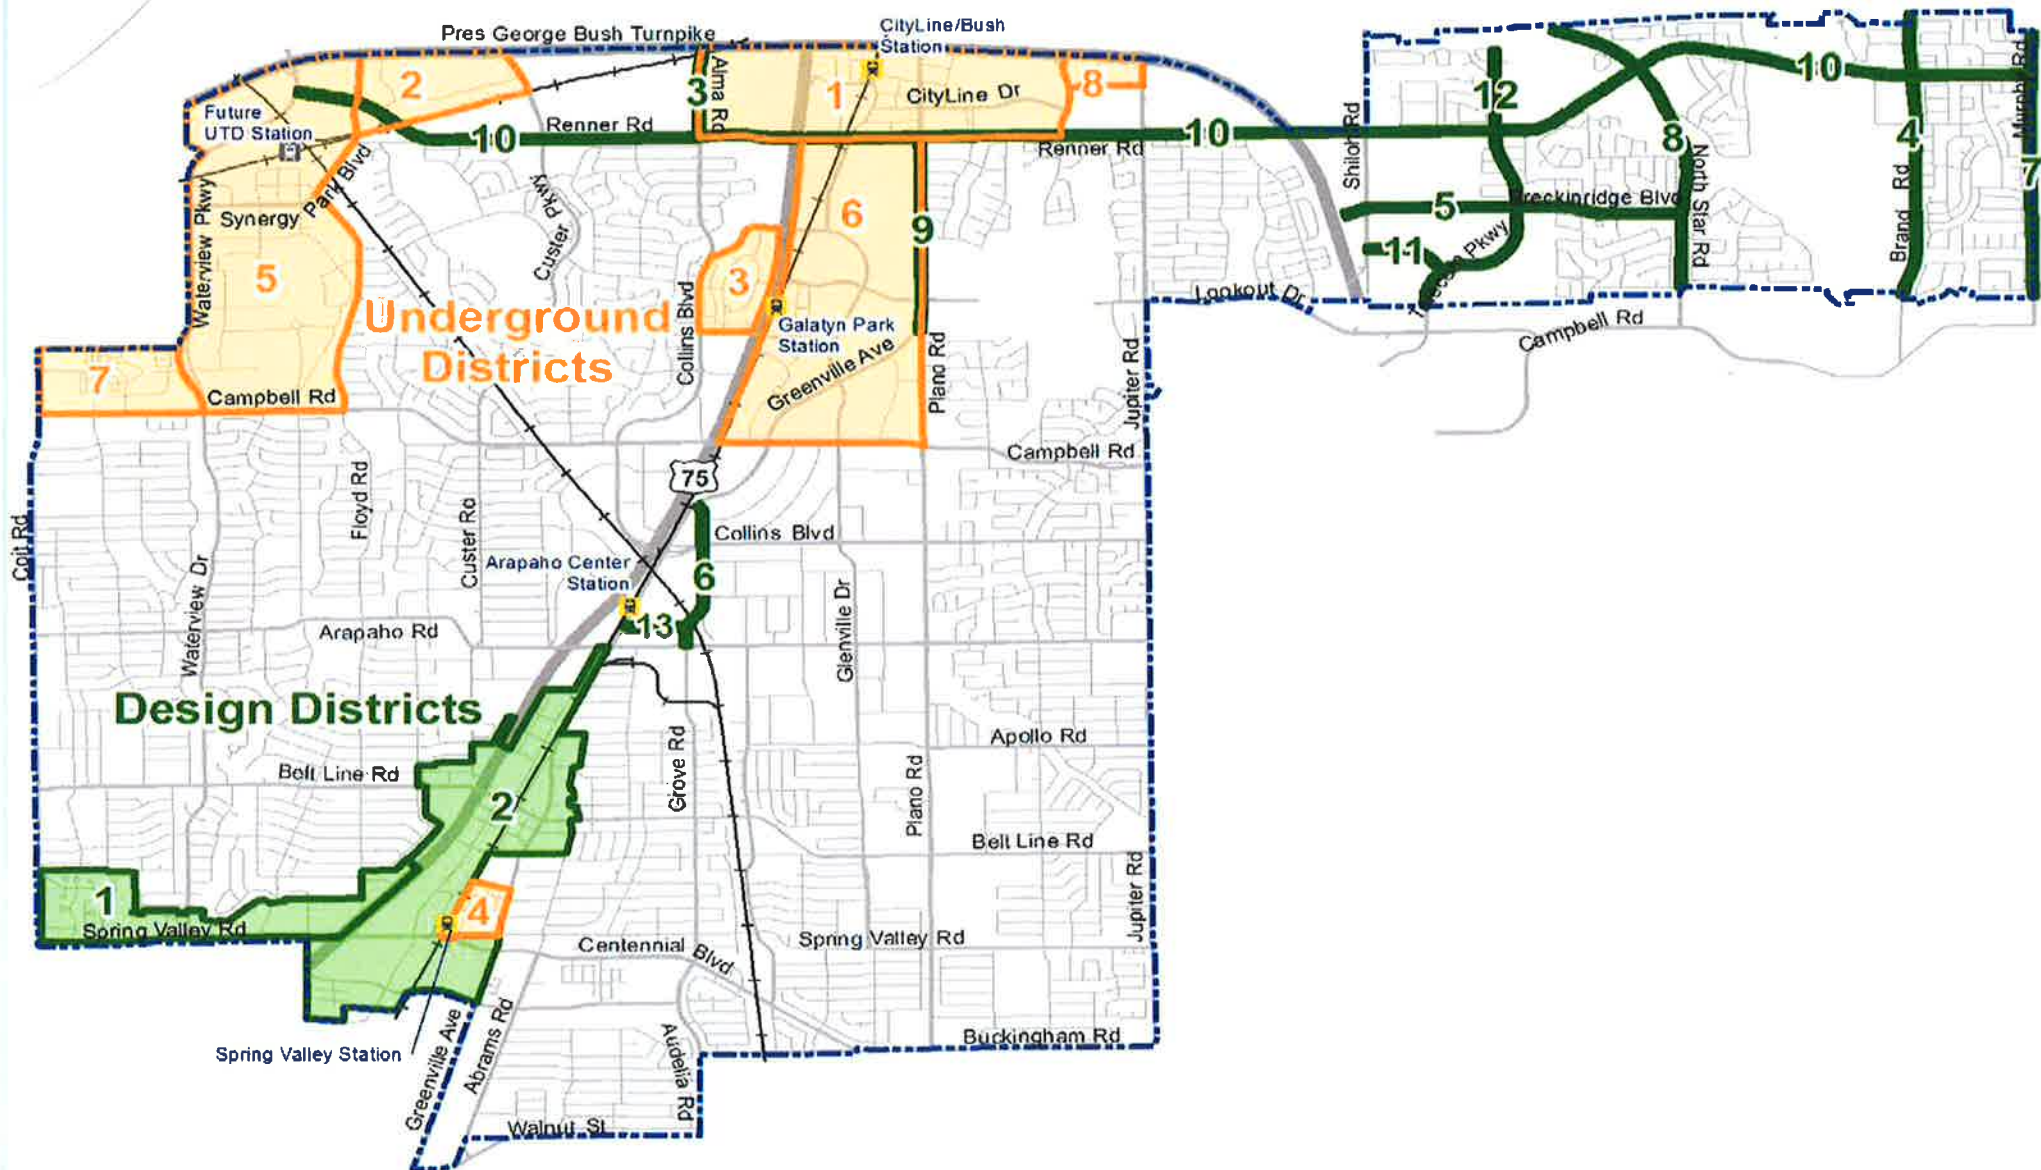 Pres George Bush Turnpike
CityLine/Bush
Station
2
Alma Rd
3
1
CityLine Dr
8
10
Murphy Rd
12
Future
UTD Station
10
Renner Rd
10
Renner Rd
Shiloh Rd
8
4
7
Park Blvd
Waterview Pkwy
Synergy
Custer Pkwy
6
9
5
Breckinridge Blvd
North Star Rd
Brand Rd
11
5
3
Lookout Dr
Underground
Districts
Collins Blvd
Galatyn Park
Station
Greenville Ave
Plano Rd
Jupiter Rd
Campbell Rd
7
Campbell Rd
Campbell Rd
75
Coit Rd
Floyd Rd
Custer Rd
Collins Blvd
Waterview Dr
Arapaho Center
Station
6
13
Glenville Dr
Arapaho Rd
Design Districts
Grove Rd
Apollo Rd
Belt Line Rd
2
Plano Rd
Belt Line Rd
1
4
Jupiter Rd
Spring Valley Rd
Centennial Blvd
Spring Valley Rd
Spring Valley Station
Greenville Ave
Abrams Rd
Audelia Rd
Buckingham Rd
Walnut St